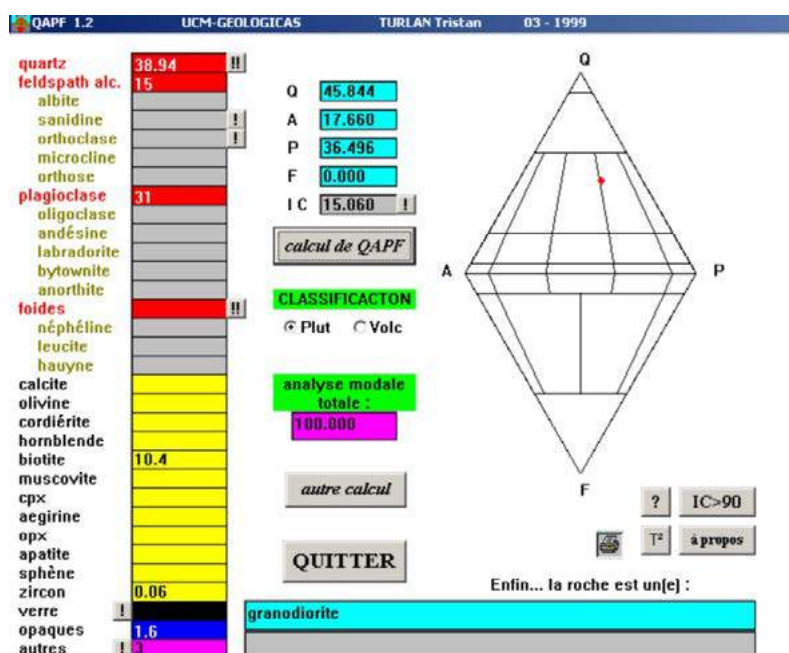 QAPF 1.2 UCM-GEOLOGICAS TURLAN Tristan 03 - 1999
quartz 38.94 !!
feldspath alc. 15
albite
sanidine !
orthoclase !
microcline
orthose
plagioclase 31
oligoclase
andésine
labradorite
bytownite
anorthite
foides !!
néphéline
leucite
hauyne
calcite
olivine
cordiérite
hornblende
biotite 10.4
muscovite
cpx
aegirine
opx
apatite
sphène
zircon 0.06
verre !
opaques 1.6
autres ! 3
Q 45.844
A 17.660
P 36.496
F 0.000
IC 15.060 !
calcul de QAPF
CLASSIFICACTON
Plut Volc
analyse modale
totale :
100.000
autre calcul
QUITTER
Q
A P
F
? IC>90
T² à propos
Enfin... la roche est un(e) :
granodiorite